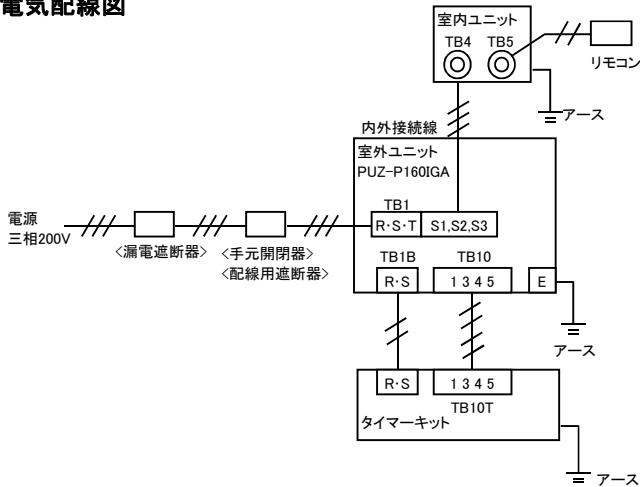 電気配線図
室内ユニット
TB4 TB5
リモコン
アース
内外接続線
室外ユニット
PUZ-P160IGA
TB1
R・S・T S1,S2,S3
電源
三相200V
<漏電遮断器>
<手元開閉器>
<配線用遮断器>
TB1B TB10
R・S 1 3 4 5 E
アース
R・S 1 3 4 5
TB10T
タイマーキット
アース